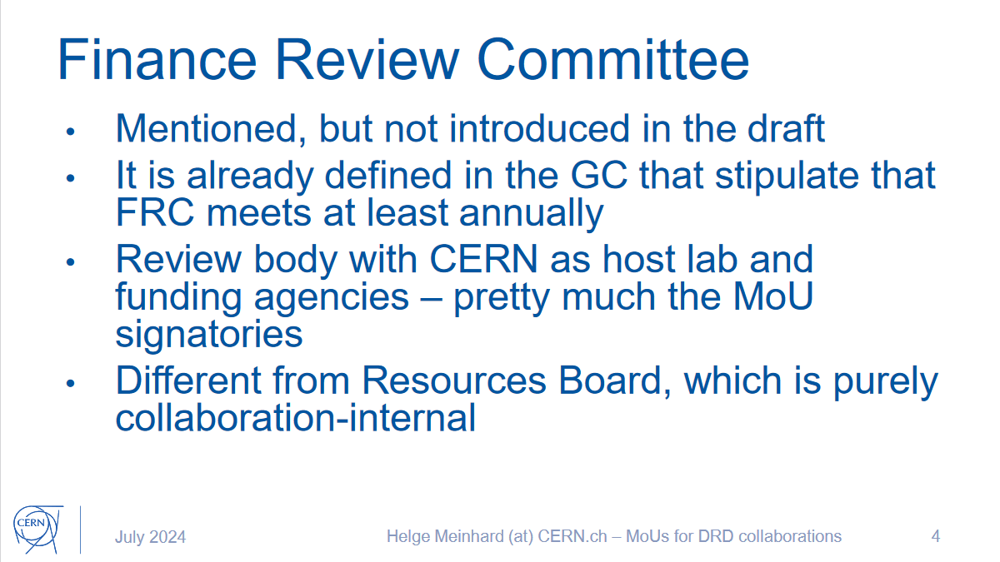 Finance Review Committee
• Mentioned, but not introduced in the draft
• It is already defined in the GC that stipulate that
FRC meets at least annually
• Review body with CERN as host lab and
funding agencies – pretty much the MoU
signatories
• Different from Resources Board, which is purely
collaboration-internal
CERN
July 2024
Helge Meinhard (at) CERN.ch – MoUs for DRD collaborations
4